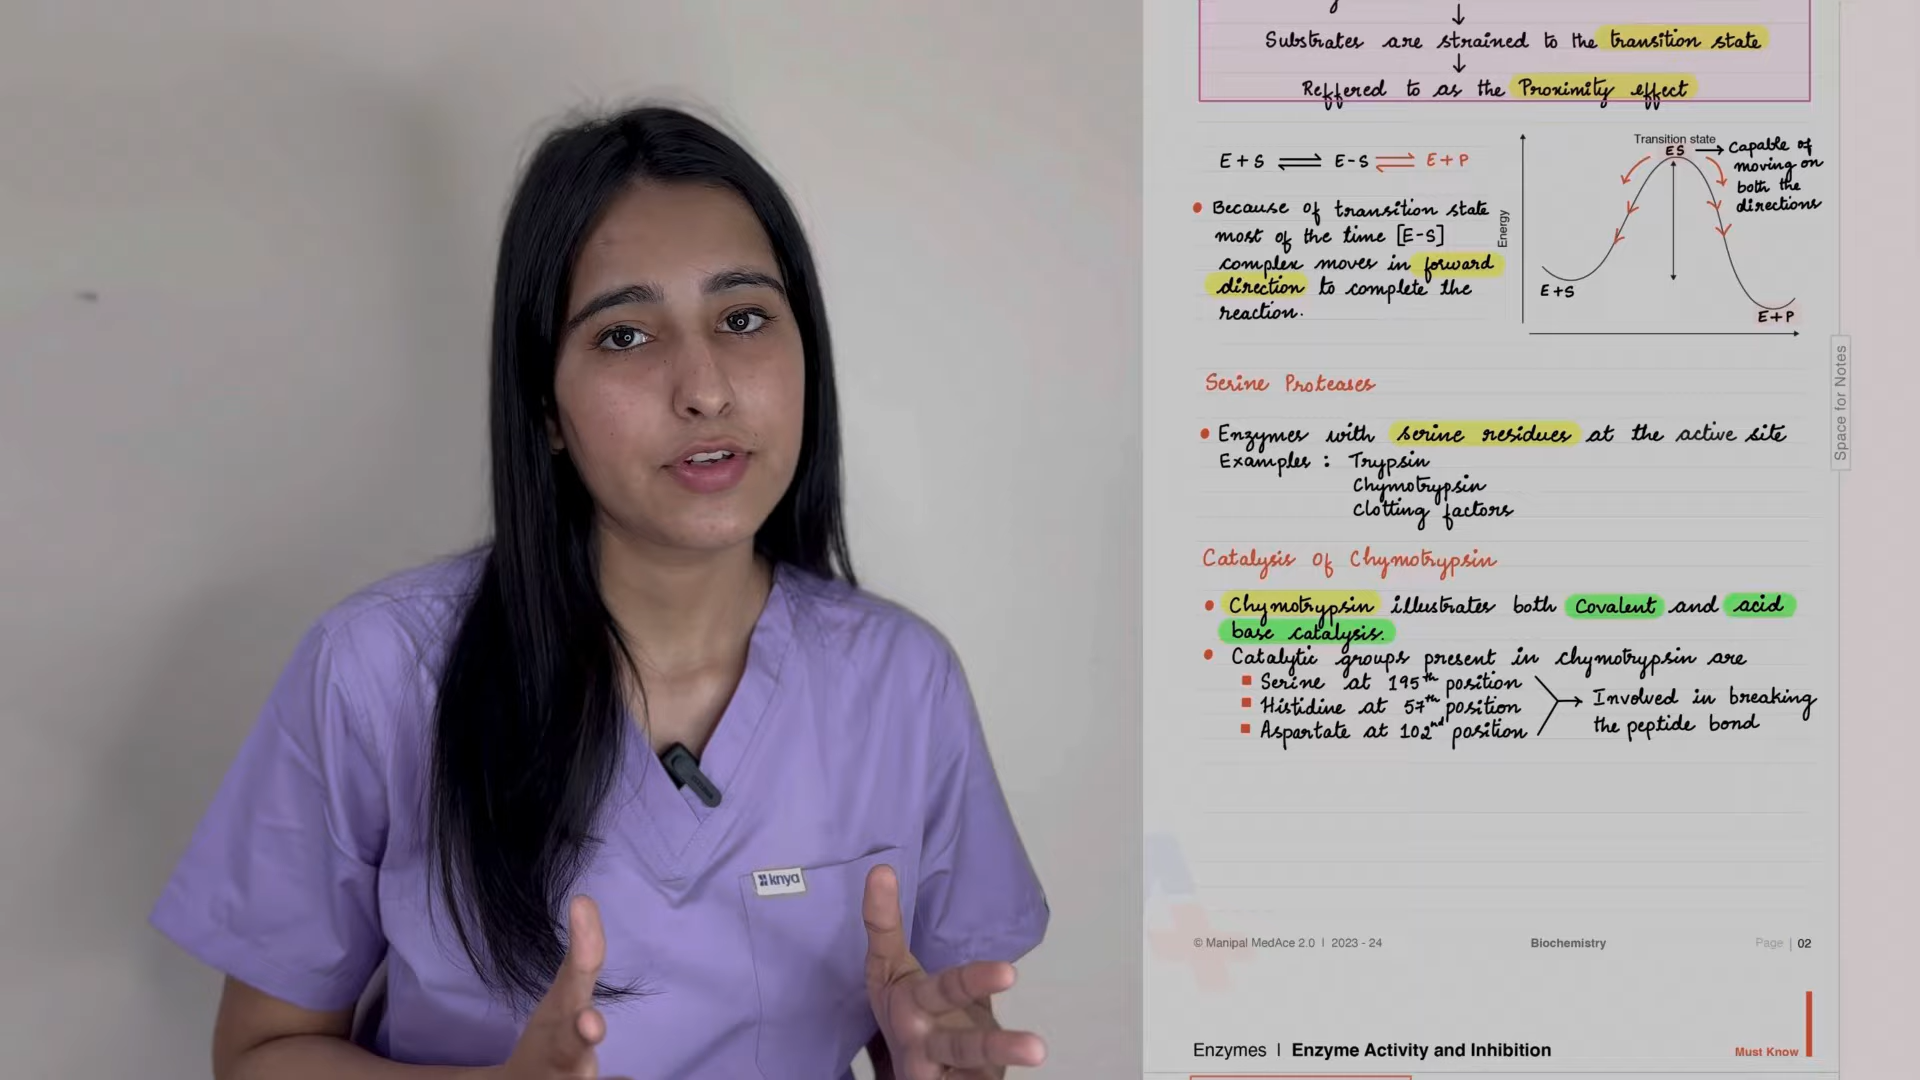 Substrates are strained to the transition state
↓
Reffered to as the Proximity effect
E + S ⇌ E-S ⇌ E + P
Because of transition state
most of the time [E-S]
complex moves in forward
direction to complete the
reaction.
Energy
Transition state
ES → Capable of
moving on
both the
directions
E+S
E+P
Space for Notes
Serine Proteases
Enzymes with serine residues at the active site
Examples : Trypsin
Chymotrypsin
Clotting factors
Catalysis Of Chymotrypsin
Chymotrypsin illustrates both Covalent and acid
base catalysis.
Catalytic groups present in chymotrypsin are
Serine at 195th position
Histidine at 57th position
Aspartate at 102nd position
→ Involved in breaking
the peptide bond
knya
© Manipal MedAce 2.0 | 2023 - 24
Biochemistry
Page | 02
Enzymes | Enzyme Activity and Inhibition
Must Know